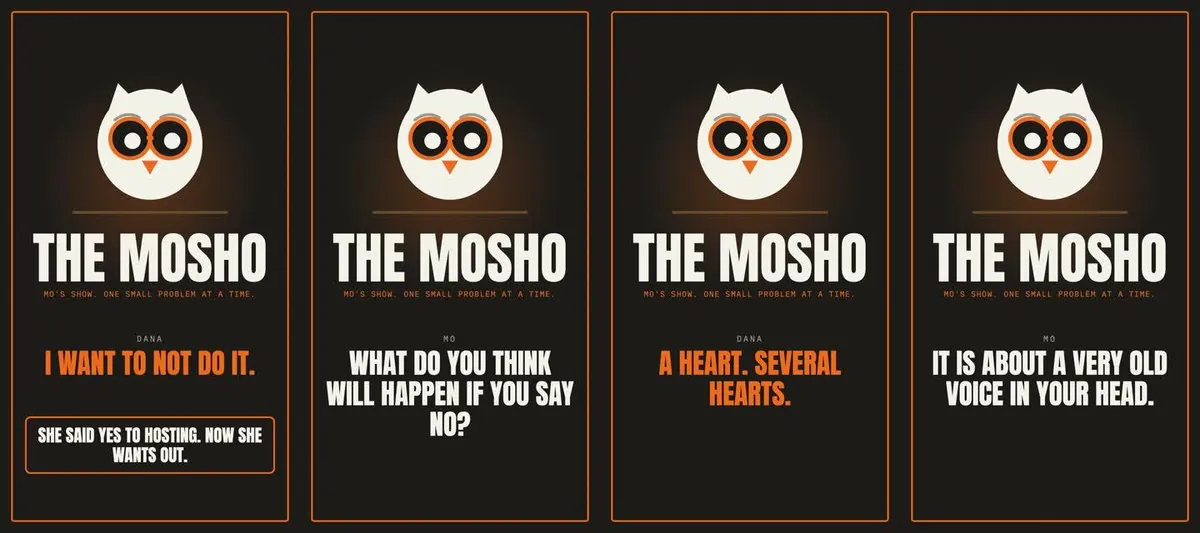 THE MOSHO
MO'S SHOW. ONE SMALL PROBLEM AT A TIME.
DANA
I WANT TO NOT DO IT.
SHE SAID YES TO HOSTING. NOW SHE
WANTS OUT.
THE MOSHO
MO'S SHOW. ONE SMALL PROBLEM AT A TIME.
MO
WHAT DO YOU THINK
WILL HAPPEN IF YOU SAY
NO?
THE MOSHO
MO'S SHOW. ONE SMALL PROBLEM AT A TIME.
DANA
A HEART. SEVERAL
HEARTS.
THE MOSHO
MO'S SHOW. ONE SMALL PROBLEM AT A TIME.
MO
IT IS ABOUT A VERY OLD
VOICE IN YOUR HEAD.